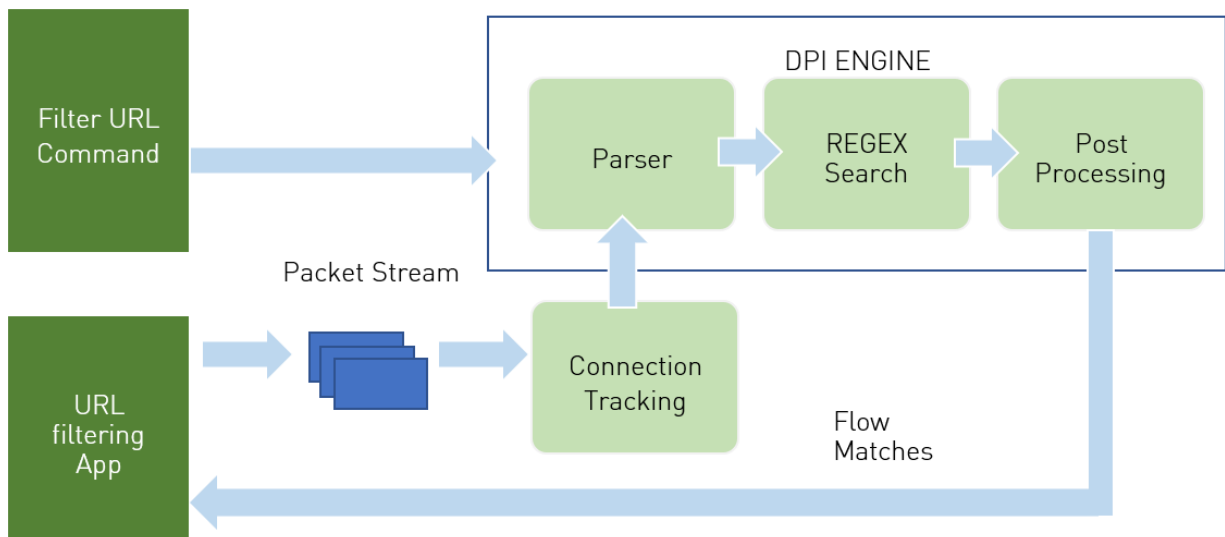 DPI ENGINE
Filter URL
Command
Parser
REGEX
Search
Post
Processing
Packet Stream
URL
filtering
App
Connection
Tracking
Flow
Matches